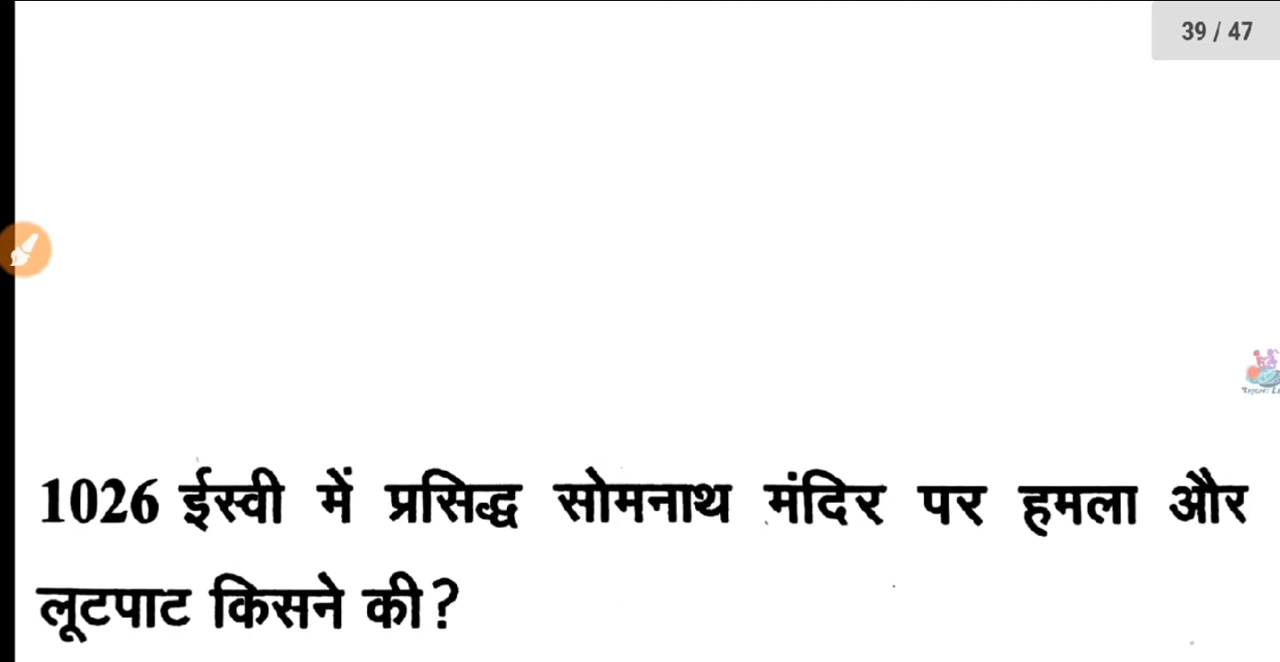 39 / 47
1026 ईस्वी में प्रसिद्ध सोमनाथ मंदिर पर हमला और
लूटपाट किसने की?